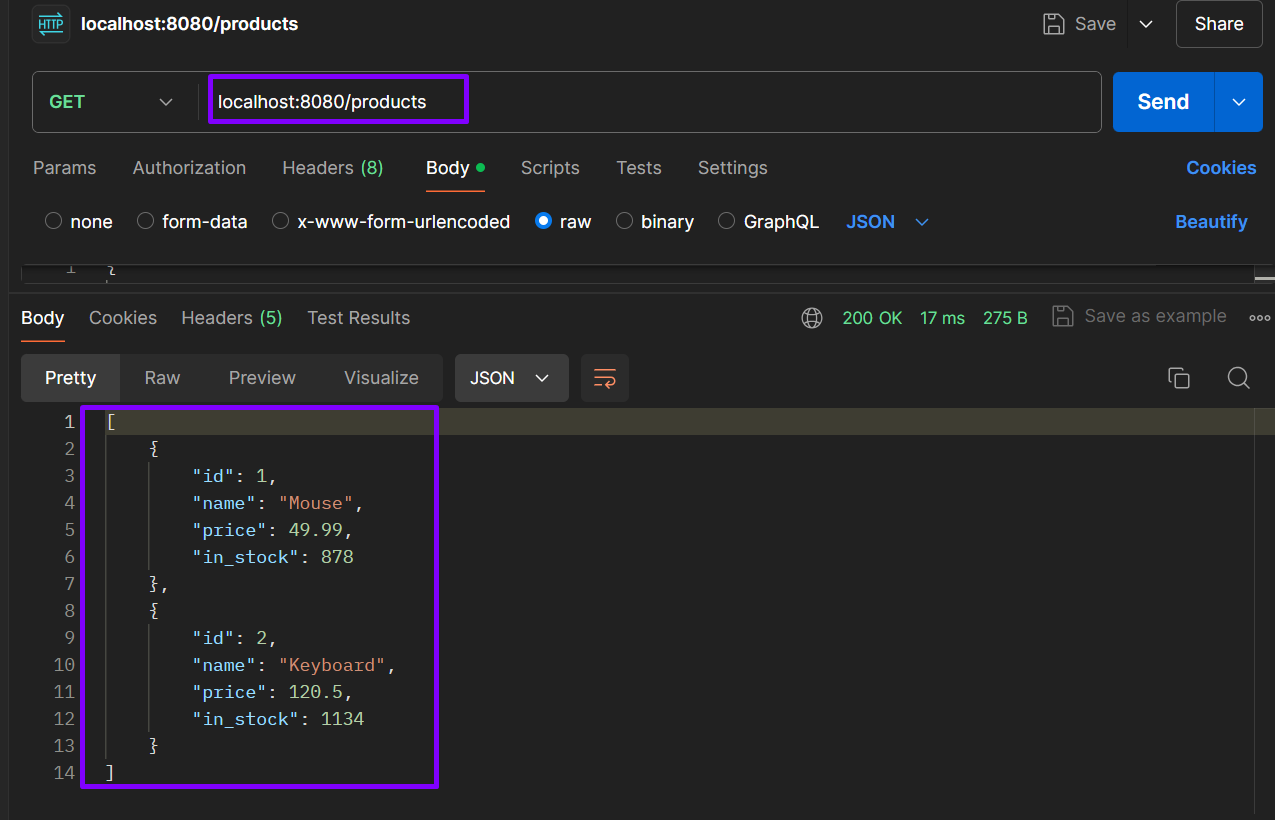 HTTP localhost:8080/products Save Share
GET localhost:8080/products Send
Params Authorization Headers (8) Body Scripts Tests Settings Cookies
none form-data x-www-form-urlencoded raw binary GraphQL JSON Beautify
1 {
Body Cookies Headers (5) Test Results 200 OK 17 ms 275 B Save as example
Pretty Raw Preview Visualize JSON
1 [
2 {
3 "id": 1,
4 "name": "Mouse",
5 "price": 49.99,
6 "in_stock": 878
7 },
8 {
9 "id": 2,
10 "name": "Keyboard",
11 "price": 120.5,
12 "in_stock": 1134
13 }
14 ]